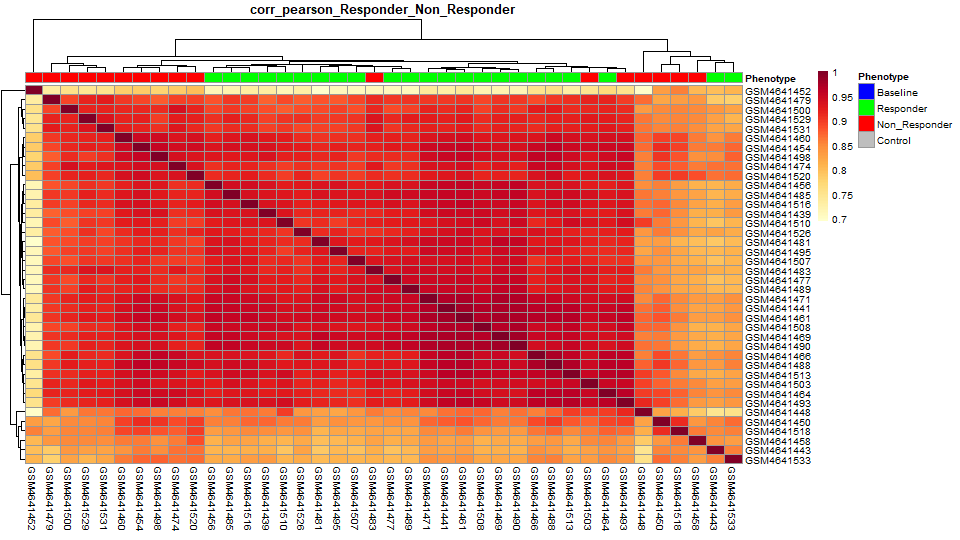 corr_pearson_Responder_Non_Responder
Phenotype
GSM4641452
GSM4641479
GSM4641500
GSM4641529
GSM4641531
GSM4641460
GSM4641454
GSM4641498
GSM4641474
GSM4641520
GSM4641456
GSM4641485
GSM4641516
GSM4641439
GSM4641510
GSM4641526
GSM4641481
GSM4641495
GSM4641507
GSM4641483
GSM4641477
GSM4641489
GSM4641471
GSM4641441
GSM4641461
GSM4641508
GSM4641469
GSM4641490
GSM4641466
GSM4641488
GSM4641513
GSM4641503
GSM4641464
GSM4641493
GSM4641448
GSM4641450
GSM4641518
GSM4641458
GSM4641443
GSM4641533
1
0.95
0.9
0.85
0.8
0.75
0.7
Phenotype
Baseline
Responder
Non_Responder
Control
GSM4641452
GSM4641479
GSM4641500
GSM4641529
GSM4641531
GSM4641460
GSM4641454
GSM4641498
GSM4641474
GSM4641520
GSM4641456
GSM4641485
GSM4641516
GSM4641439
GSM4641510
GSM4641526
GSM4641481
GSM4641495
GSM4641507
GSM4641483
GSM4641477
GSM4641489
GSM4641471
GSM4641441
GSM4641461
GSM4641508
GSM4641469
GSM4641490
GSM4641466
GSM4641488
GSM4641513
GSM4641503
GSM4641464
GSM4641493
GSM4641448
GSM4641450
GSM4641518
GSM4641458
GSM4641443
GSM4641533